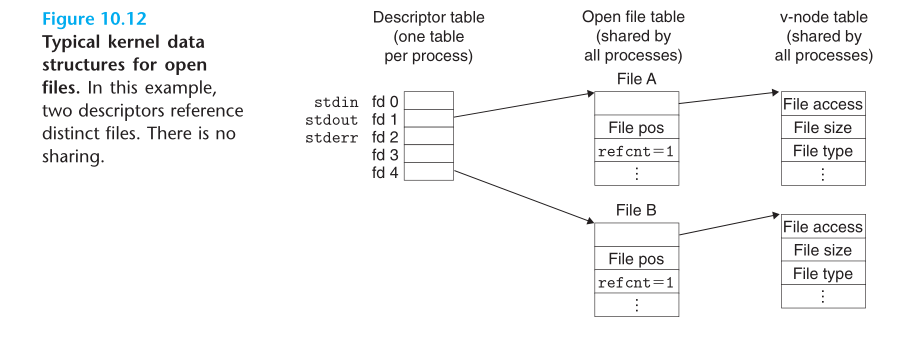 Figure 10.12
Typical kernel data
structures for open
files. In this example,
two descriptors reference
distinct files. There is no
sharing.
Descriptor table
(one table
per process)
Open file table
(shared by
all processes)
v-node table
(shared by
all processes)
stdin fd 0
stdout fd 1
stderr fd 2
fd 3
fd 4
File A
File pos
refcnt=1
⋮
File access
File size
File type
⋮
File B
File pos
refcnt=1
⋮
File access
File size
File type
⋮